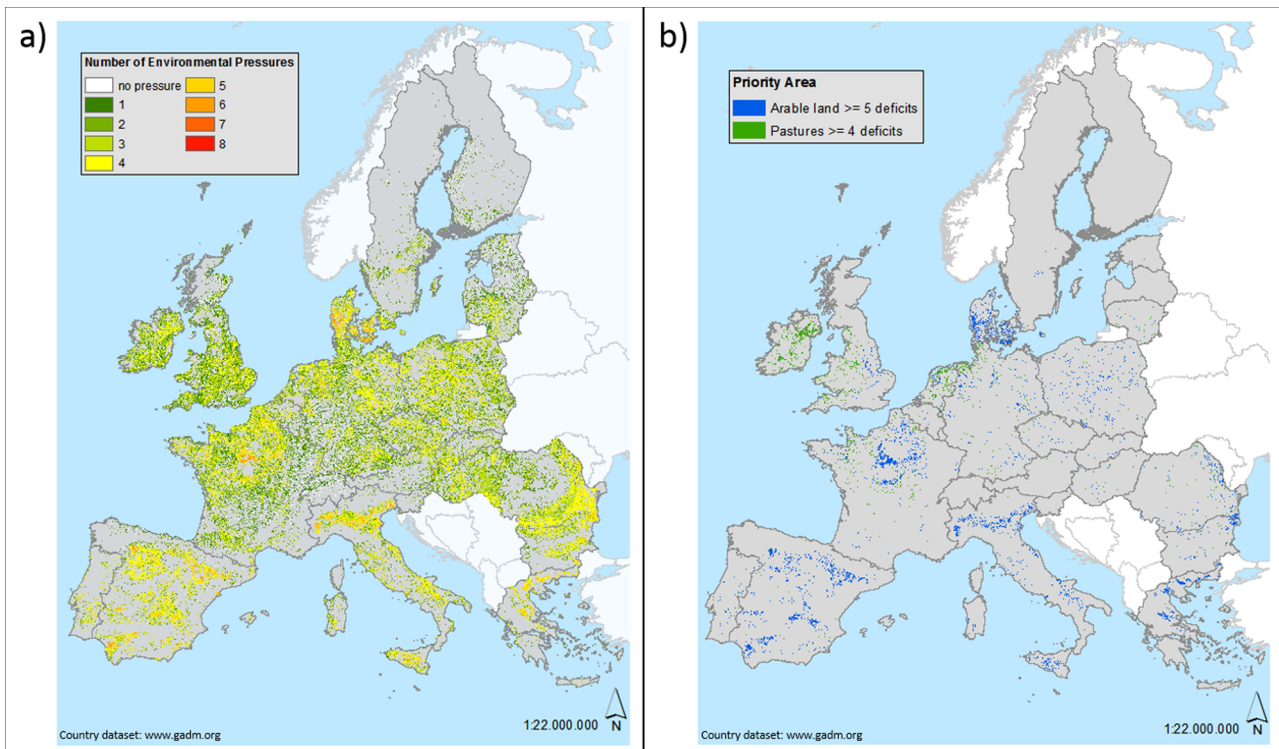 a)
Number of Environmental Pressures
no pressure
1
2
3
4
5
6
7
8
1:22.000.000
N
Country dataset: www.gadm.org
b)
Priority Area
Arable land >= 5 deficits
Pastures >= 4 deficits
1:22.000.000
N
Country dataset: www.gadm.org